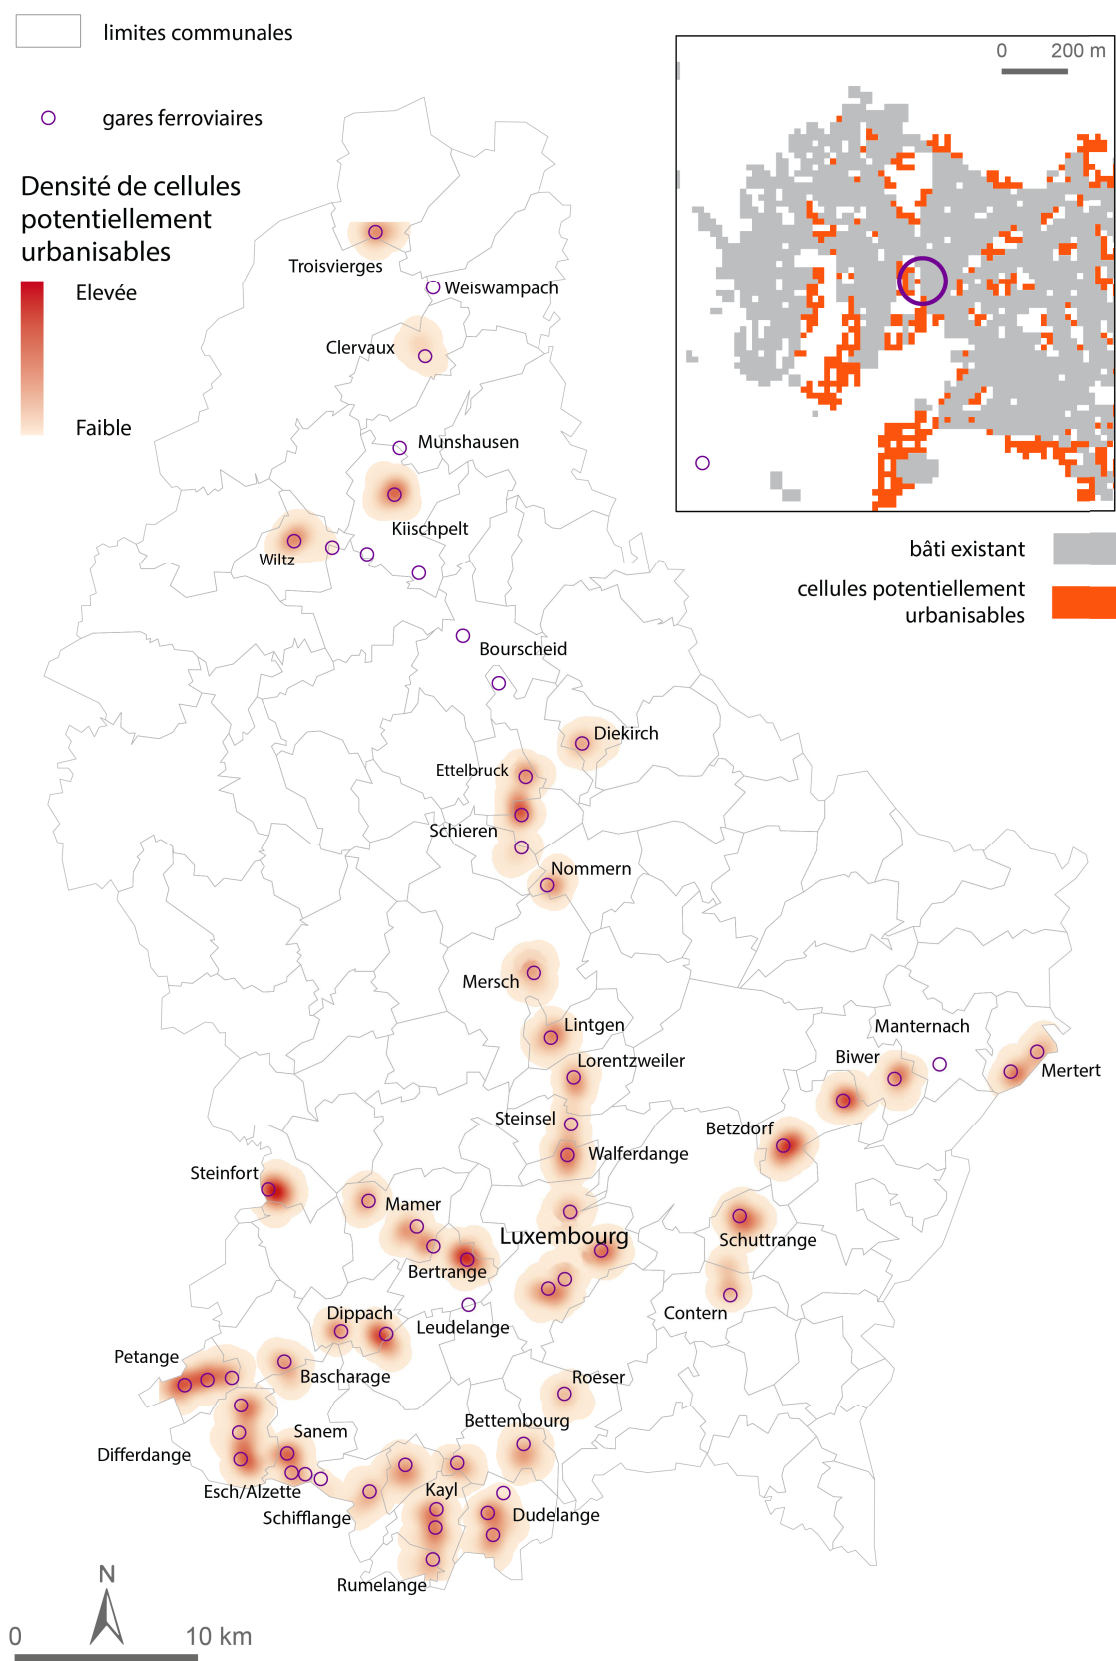 limites communales
gares ferroviaires
Densité de cellules
potentiellement
urbanisables
Elevée
Faible
0 200 m
bâti existant
cellules potentiellement
urbanisables
Troisvierges
Weiswampach
Clervaux
Munshausen
Kiischpelt
Wiltz
Bourscheid
Diekirch
Ettelbruck
Schieren
Nommern
Mersch
Lintgen
Manternach
Lorentzweiler
Biwer
Mertert
Steinsel
Betzdorf
Walferdange
Steinfort
Mamer
Luxembourg
Schuttrange
Bertrange
Dippach
Contern
Leudelange
Petange
Bascharage
Roeser
Bettembourg
Sanem
Differdange
Esch/Alzette
Kayl
Schifflange
Dudelange
Rumelange
N
0 10 km